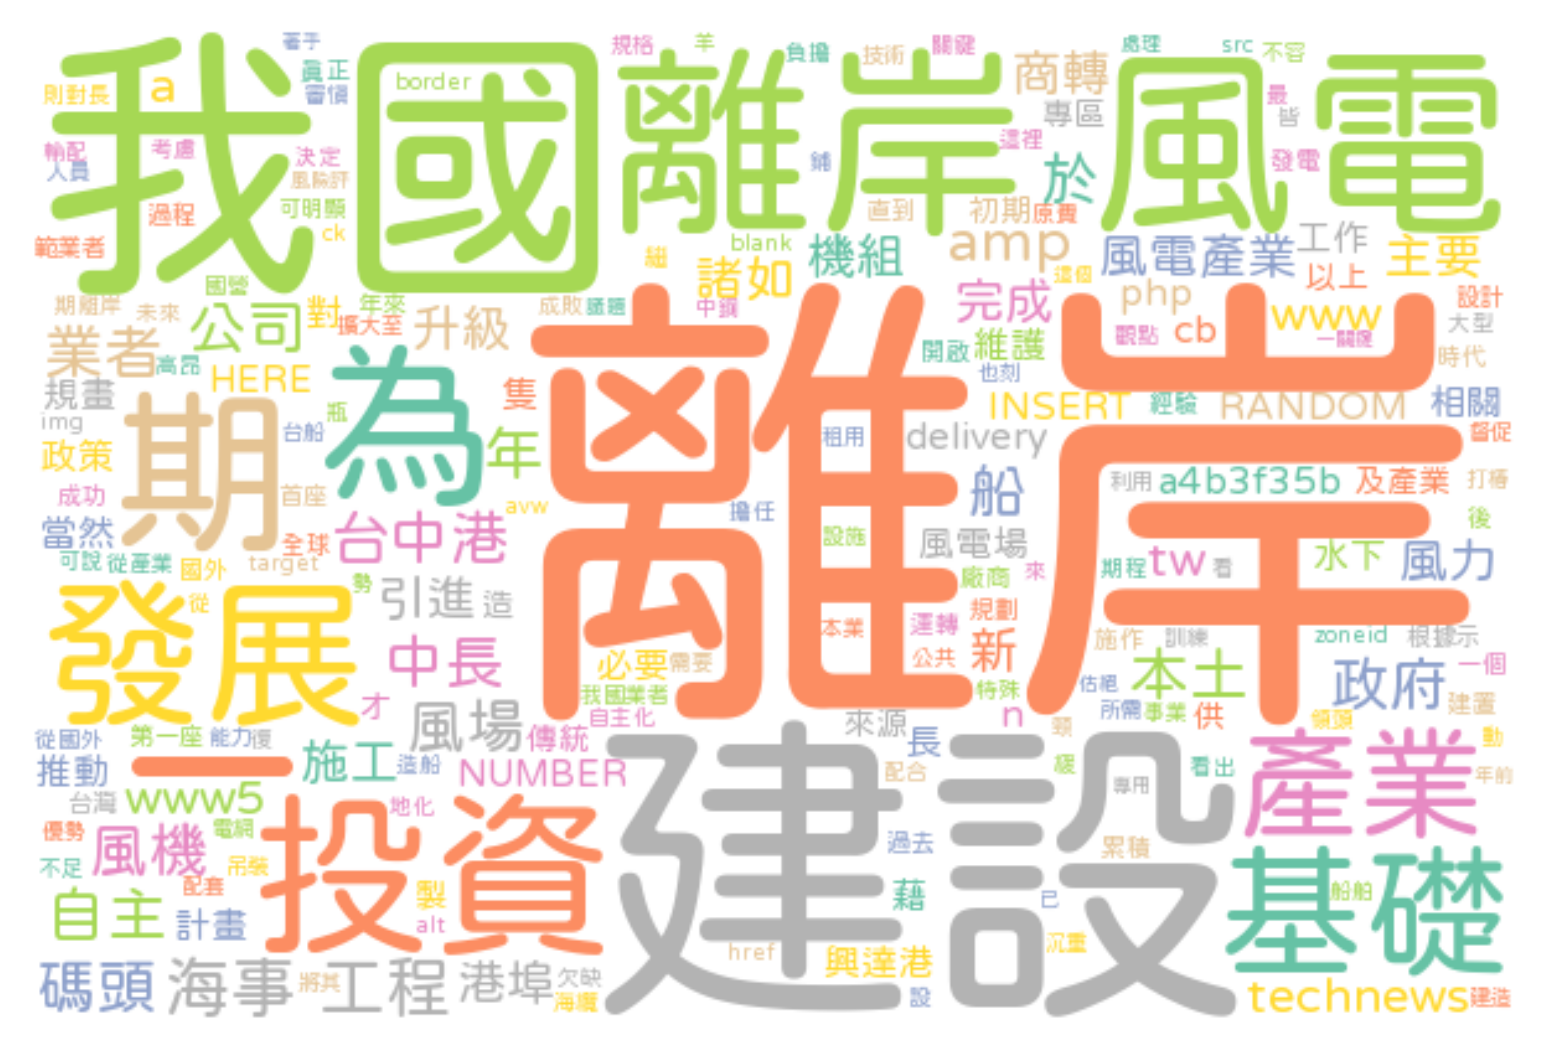 我國離岸風電
著手
規格
羊
負擔
技術
關鍵
商轉
處理
src
不容
則對長
a
真正
審慎
border
專區
最
皆
輸配
人員
考慮
決定
風險評
鋪
這裡
於
發電
範業者
過程
可明顯
ck
直到
初期
原費
國營
blank
機組
amp
風電產業
工作
主要
諸如
這個
以上
期離岸
未來
公司
對
年來
擴大至
升級
成敗
議題
中鋼
完成
php
www
設計
業者
高昂
離岸
開啟
維護
觀點
cb
一關鍵
大型
時代
規畫
HERE
為
隻
也刻
img
期
瓶
台船
年
租用
delivery
INSERT
經驗
RANDOM
相關
政策
督促
成功
首座
avw
擔任
船
利用
a4b3f35b
及產業
打樁
當然
全球
台中港
設施
風電場
後
可說
從產業
國外
target
勢
廠商
來
期程
tw
看
水下
風力
發展
從
引進
造
本業
運轉
規劃
施作
訓練
zoneid
根據
示
中長
必要
需要
公共
新
本土
政府
一個
才
我國業者
自主化
特殊
估絕
所需
事業
供
領頭
建置
從國外
第一座
能力
復
風場
傳統
來源
n
頸
長
推動
一
施工
造船
NUMBER
建設
配合
緩
專用
看出
產業
動
年前
台灣
www5
地化
優勢
風機
電網
投資
過去
累積
不足
吊裝
配套
基礎
船舶
自主
計畫
製
alt
藉
已
沉重
href
興達港
碼頭
海事
將其
工程
港埠
欠缺
海纜
設
technews
建造